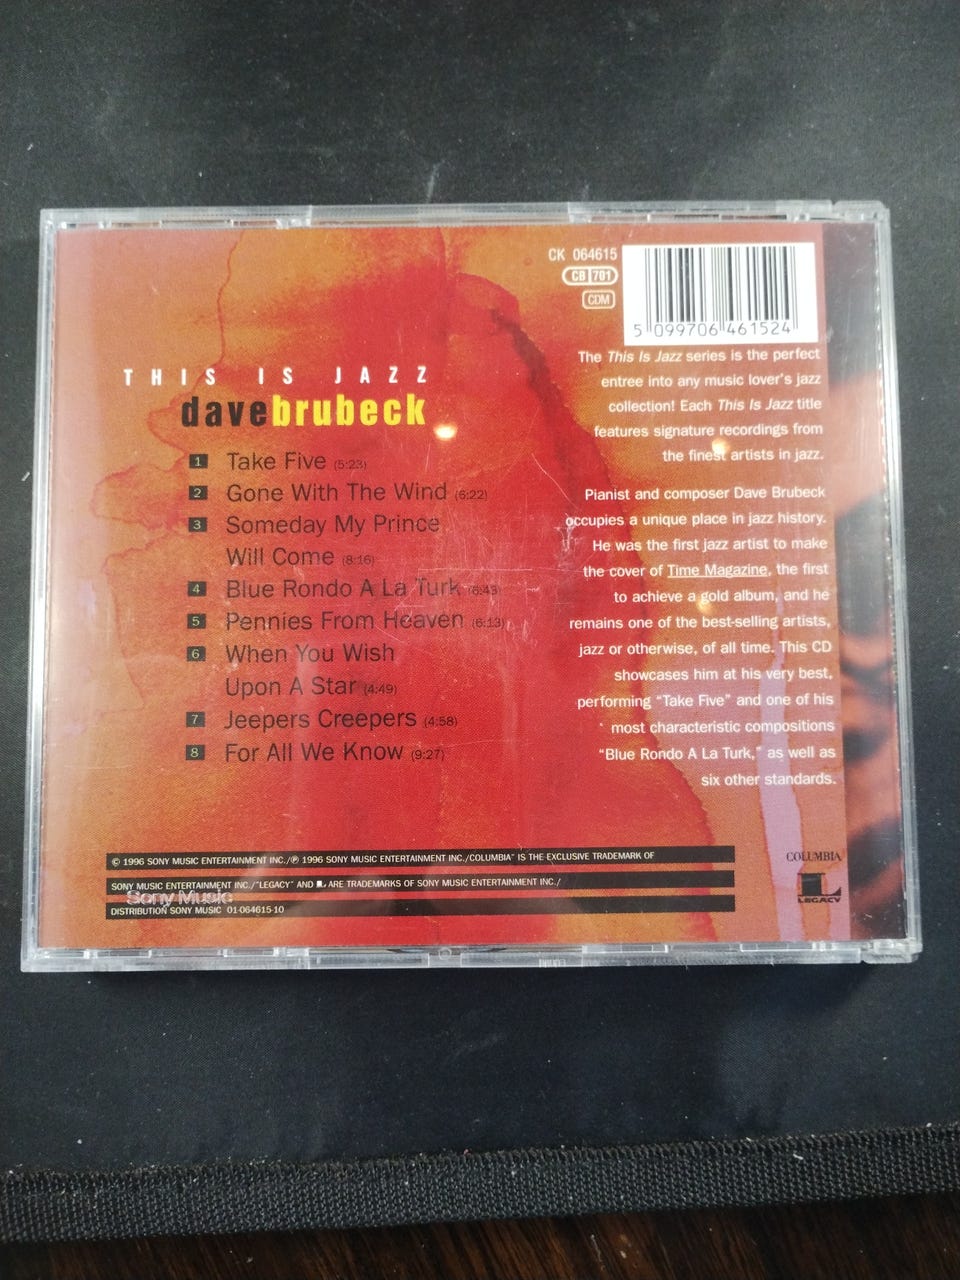 CK 064615
CB 701
CDM
5 099706 461524
The This Is Jazz series is the perfect
entree into any music lover's jazz
collection! Each This Is Jazz title
features signature recordings from
the finest artists in jazz.
Pianist and composer Dave Brubeck
occupies a unique place in jazz history.
He was the first jazz artist to make
the cover of Time Magazine, the first
to achieve a gold album, and he
remains one of the best-selling artists,
jazz or otherwise, of all time. This CD
showcases him at his very best,
performing “Take Five” and one of his
most characteristic compositions
“Blue Rondo A La Turk,” as well as
six other standards.
THIS IS JAZZ
davebrubeck
1 Take Five (5:23)
2 Gone With The Wind (6:22)
3 Someday My Prince
Will Come (8:16)
4 Blue Rondo A La Turk (6:43)
5 Pennies From Heaven (6:13)
6 When You Wish
Upon A Star (4:49)
7 Jeepers Creepers (4:58)
8 For All We Know (9:27)
© 1996 SONY MUSIC ENTERTAINMENT INC./℗ 1996 SONY MUSIC ENTERTAINMENT INC./COLUMBIA" IS THE EXCLUSIVE TRADEMARK OF
SONY MUSIC ENTERTAINMENT INC./"LEGACY" AND L ARE TRADEMARKS OF SONY MUSIC ENTERTAINMENT INC./
Sony Music
DISTRIBUTION SONY MUSIC 01-064615-10
COLUMBIA
L
LEGACY